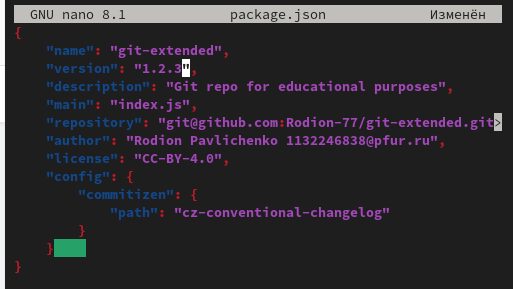 GNU nano 8.1 package.json Изменён
{
    "name": "git-extended",
    "version": "1.2.3",
    "description": "Git repo for educational purposes",
    "main": "index.js",
    "repository": "git@github.com:Rodion-77/git-extended.git>
    "author": "Rodion Pavlichenko 1132246838@pfur.ru",
    "license": "CC-BY-4.0",
    "config": {
        "commitizen": {
            "path": "cz-conventional-changelog"
        }
    }
}